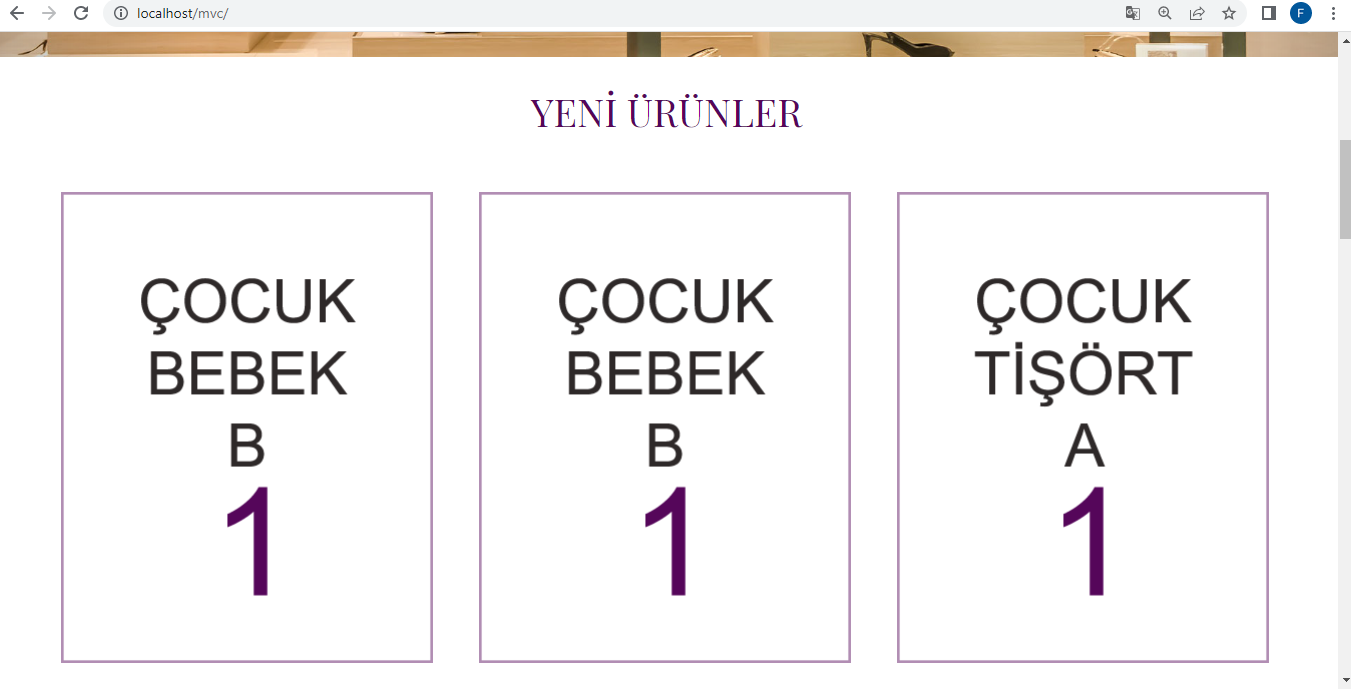 localhost/mvc/
F
YENİ ÜRÜNLER
ÇOCUK
BEBEK
B
1
ÇOCUK
BEBEK
B
1
ÇOCUK
TİŞÖRT
A
1